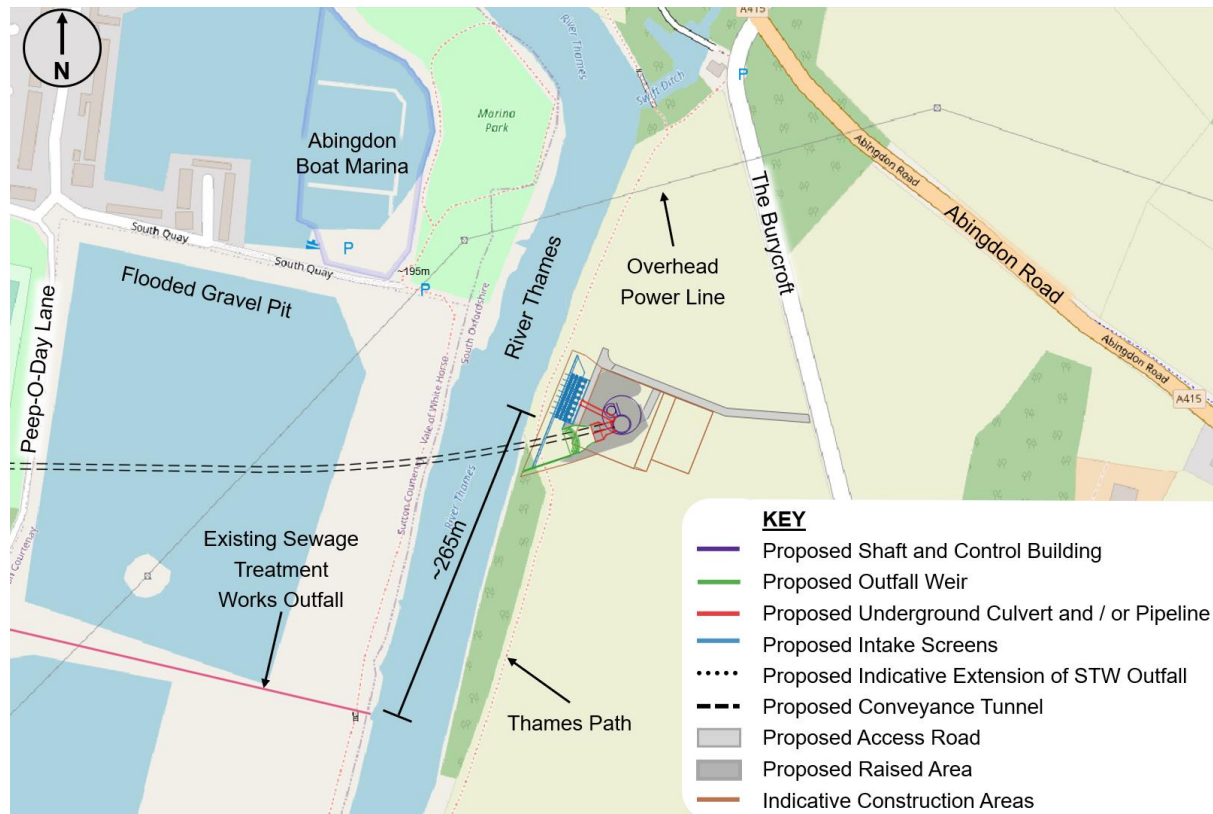 A415
River Thames
N
Swift Ditch
P
Marina
Park
Abingdon
Boat Marina
Abingdon Road
The Burycroft
Abingdon Road
South Quay
P
South Quay
~195m
P
Overhead
Power Line
Flooded Gravel Pit
River Thames
South Oxfordshire
Vale of White Horse
Abingdon Road
A415
Peep-O-Day Lane
River Thames
Sutton Courtenay
~265m
Existing Sewage
Treatment
Works Outfall
Courtenay
Thames Path
KEY
Proposed Shaft and Control Building
Proposed Outfall Weir
Proposed Underground Culvert and / or Pipeline
Proposed Intake Screens
Proposed Indicative Extension of STW Outfall
Proposed Conveyance Tunnel
Proposed Access Road
Proposed Raised Area
Indicative Construction Areas